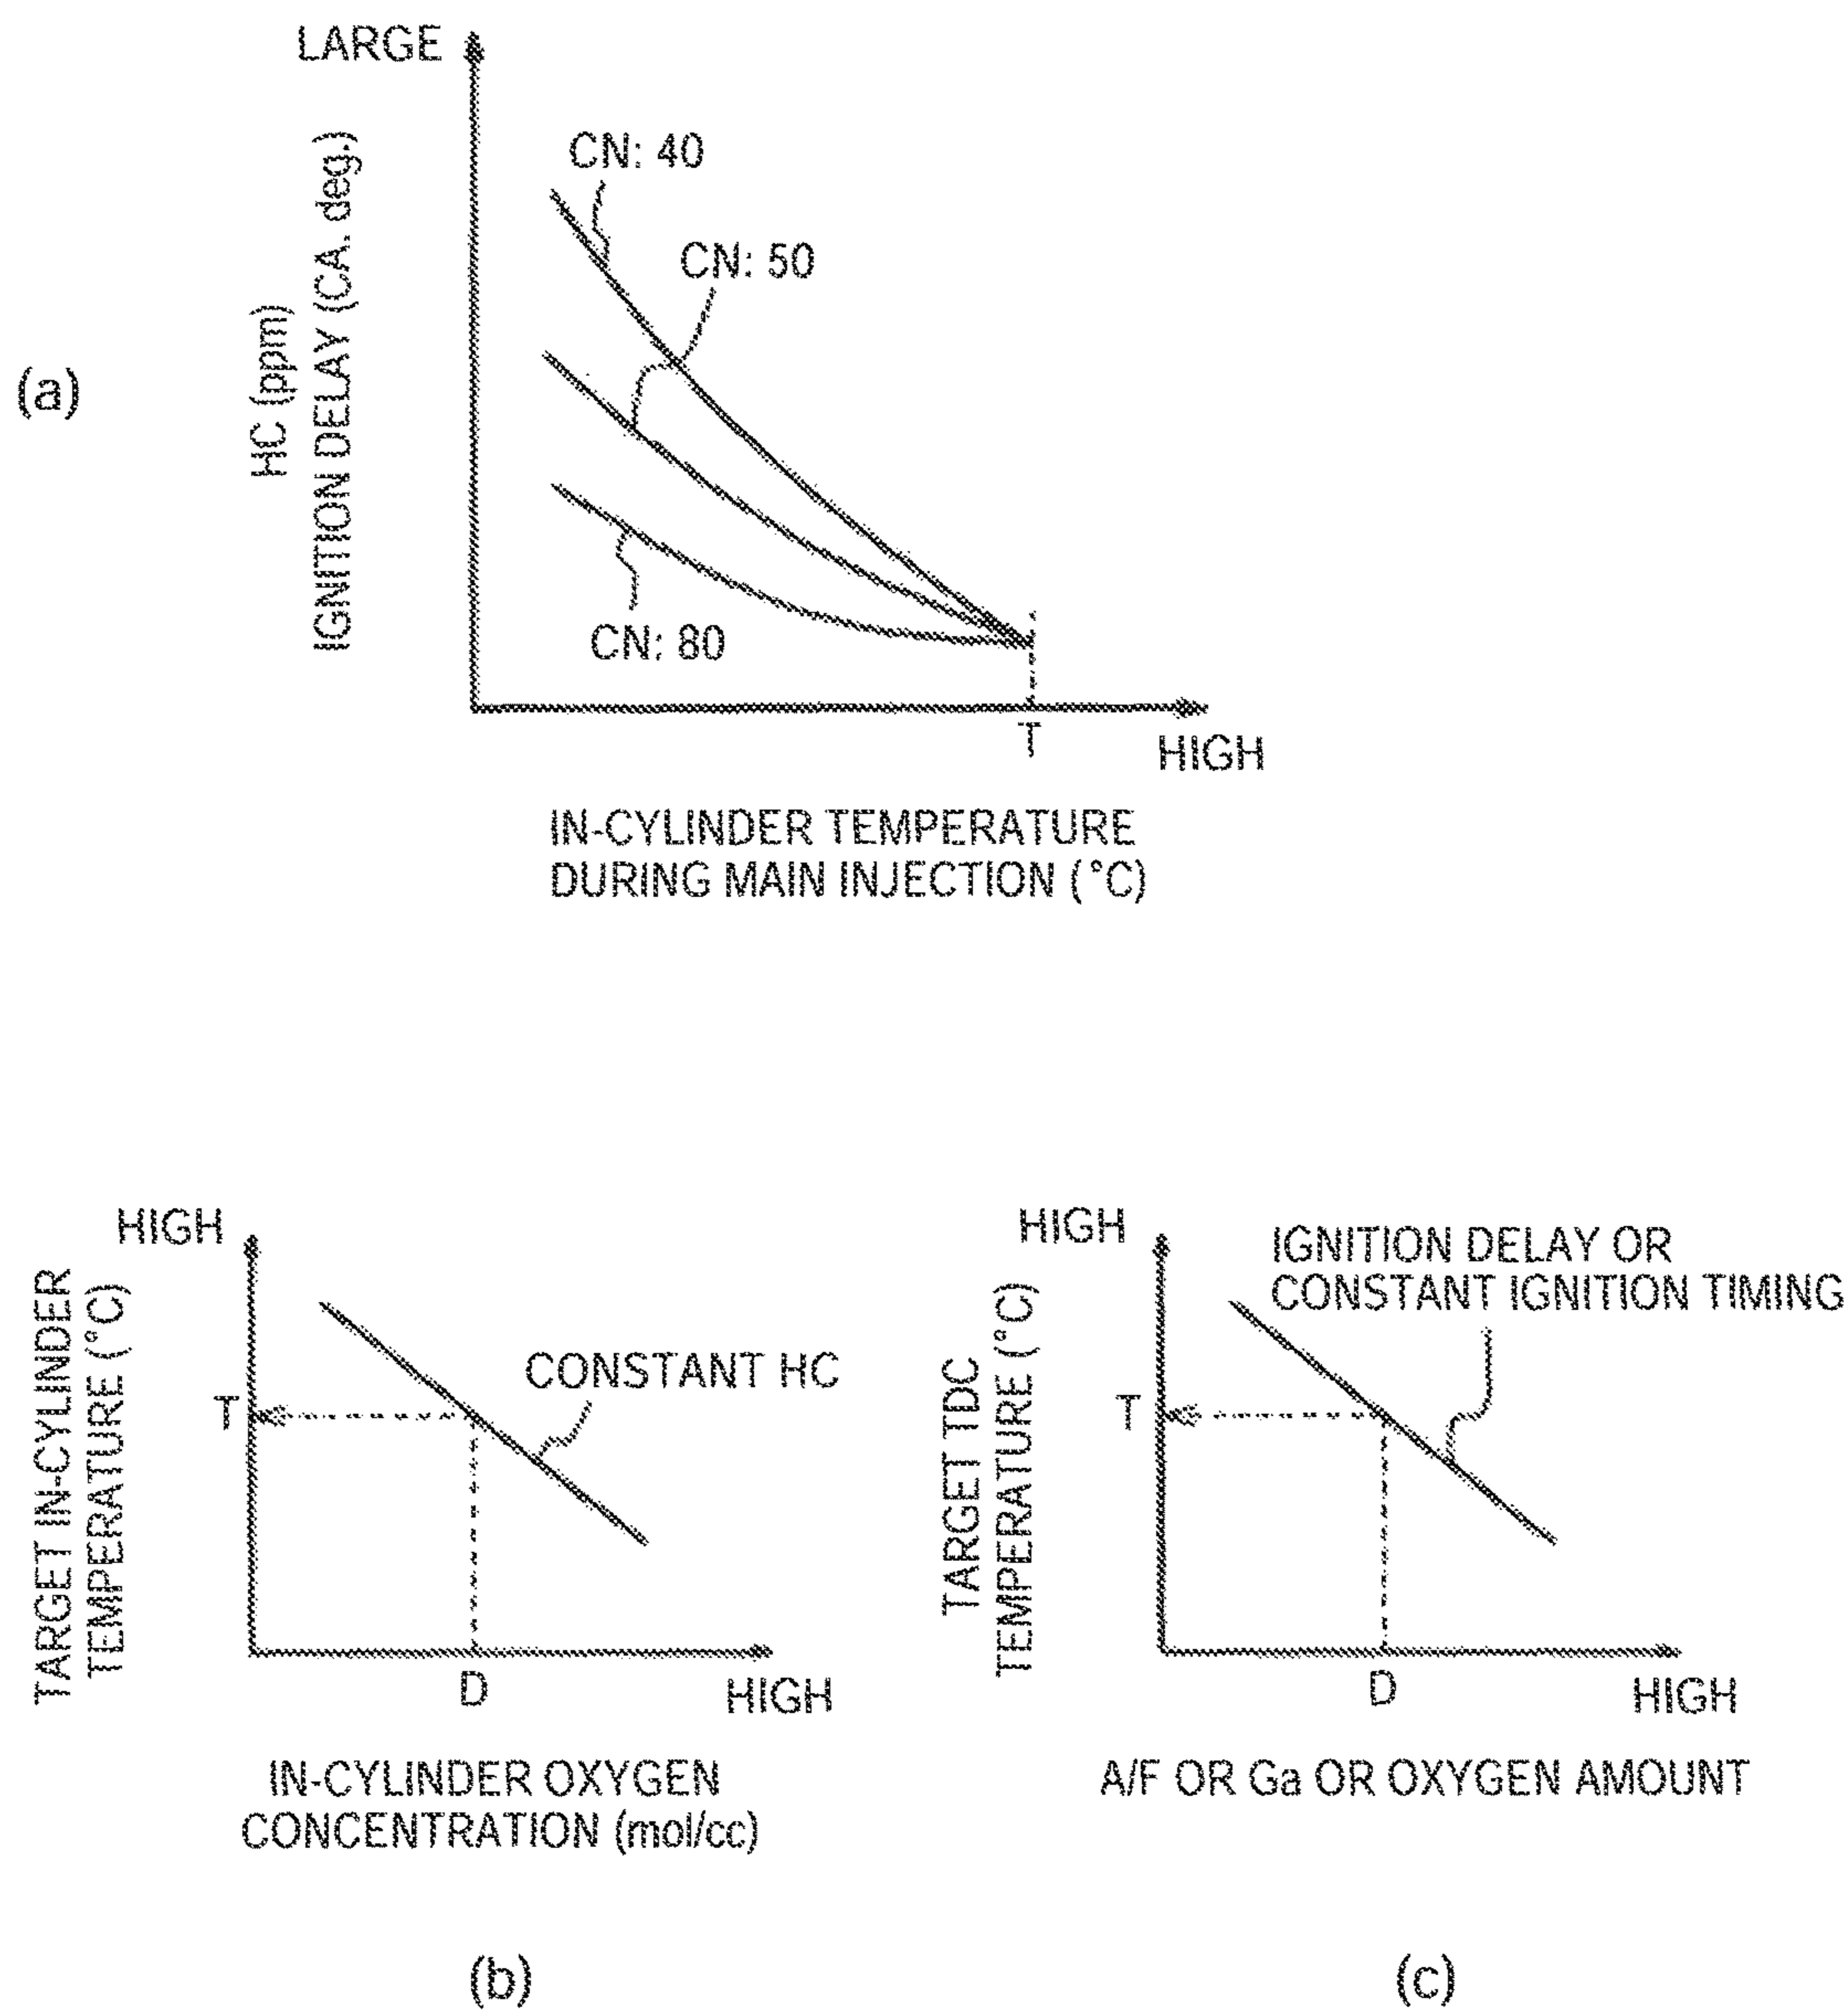 LARGE
HC (ppm)
IGNITION DELAY (CA. deg.)
CN: 40
CN: 50
CN: 80
(a)
T
HIGH
IN-CYLINDER TEMPERATURE
DURING MAIN INJECTION (°C)
HIGH
TARGET IN-CYLINDER
TEMPERATURE (°C)
T
CONSTANT HC
D
HIGH
IN-CYLINDER OXYGEN
CONCENTRATION (mol/cc)
(b)
HIGH
TARGET TDC
TEMPERATURE (°C)
IGNITION DELAY OR
CONSTANT IGNITION TIMING
T
D
HIGH
A/F OR Ga OR OXYGEN AMOUNT
(c)